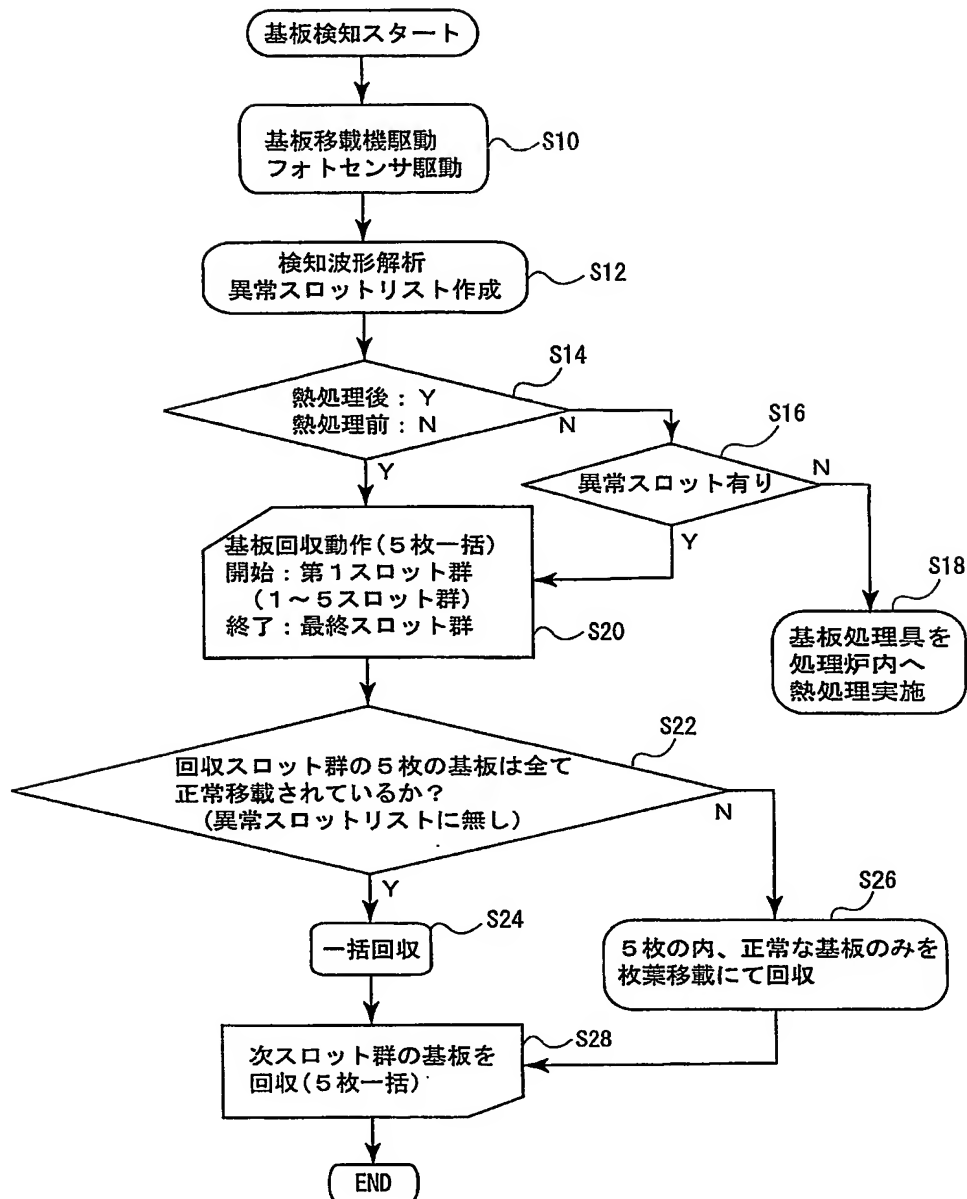 基板検知スタート
基板移載機駆動
フォトセンサ駆動
S10
検知波形解析
異常スロットリスト作成
S12
S14
熱処理後：Y
熱処理前：N
N
Y
S16
異常スロット有り
N
Y
S18
基板処理具を
処理炉内へ
熱処理実施
基板回収動作（5枚一括）
開始：第1スロット群
（1〜5スロット群）
終了：最終スロット群
S20
S22
回収スロット群の5枚の基板は全て
正常移載されているか？
（異常スロットリストに無し）
N
Y
S24
一括回収
S26
5枚の内、正常な基板のみを
枚葉移載にて回収
S28
次スロット群の基板を
回収（5枚一括）
END